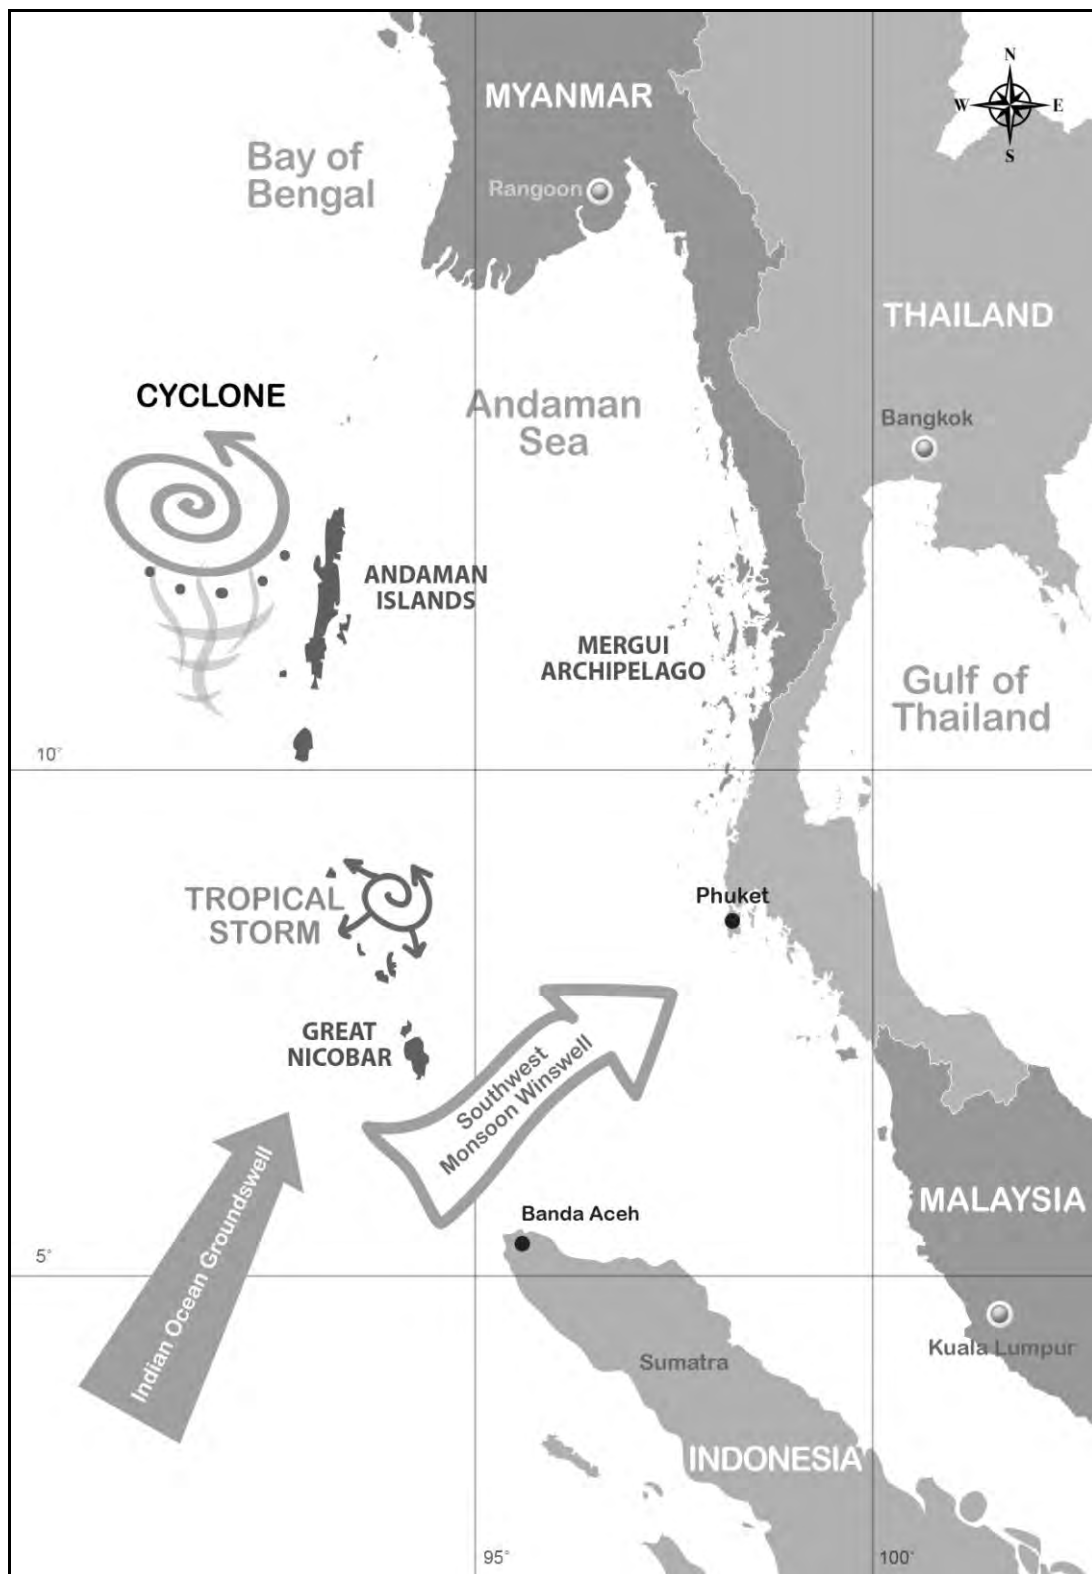 N
W E
S
MYANMAR
Bay of
Bengal
Rangoon
THAILAND
CYCLONE
Andaman
Sea
Bangkok
ANDAMAN
ISLANDS
MERGUI
ARCHIPELAGO
Gulf of
Thailand
10°
TROPICAL
STORM
Phuket
GREAT
NICOBAR
Southwest
Monsoon Winswell
Indian Ocean Groundswell
MALAYSIA
Banda Aceh
5°
Kuala Lumpur
Sumatra
INDONESIA
95°
100°